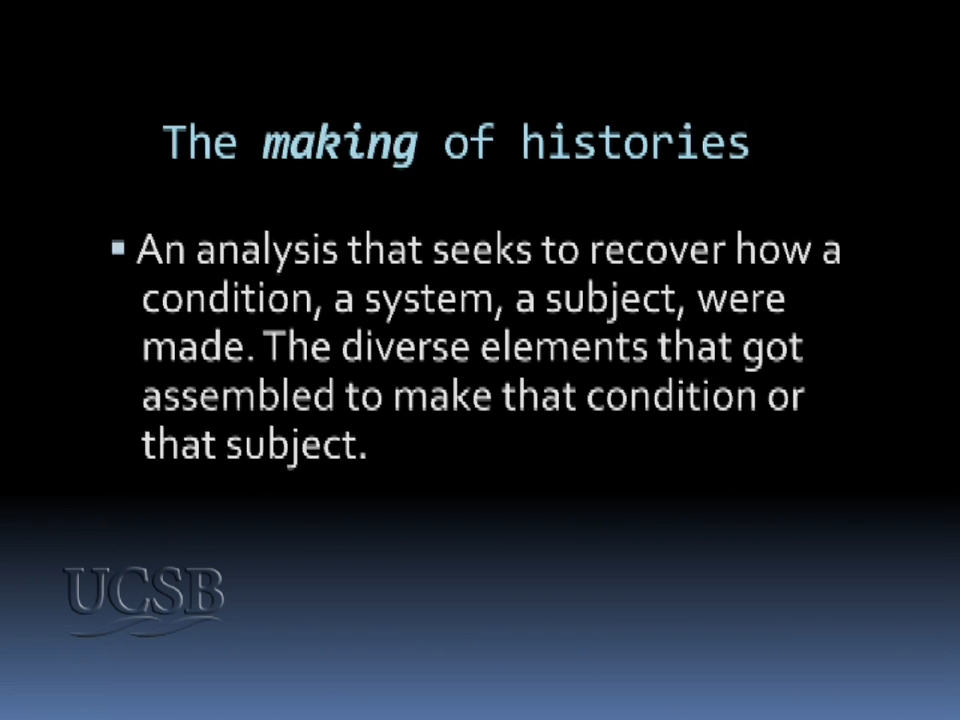 The making of histories
▪ An analysis that seeks to recover how a
condition, a system, a subject, were
made. The diverse elements that got
assembled to make that condition or
that subject.
UCSB